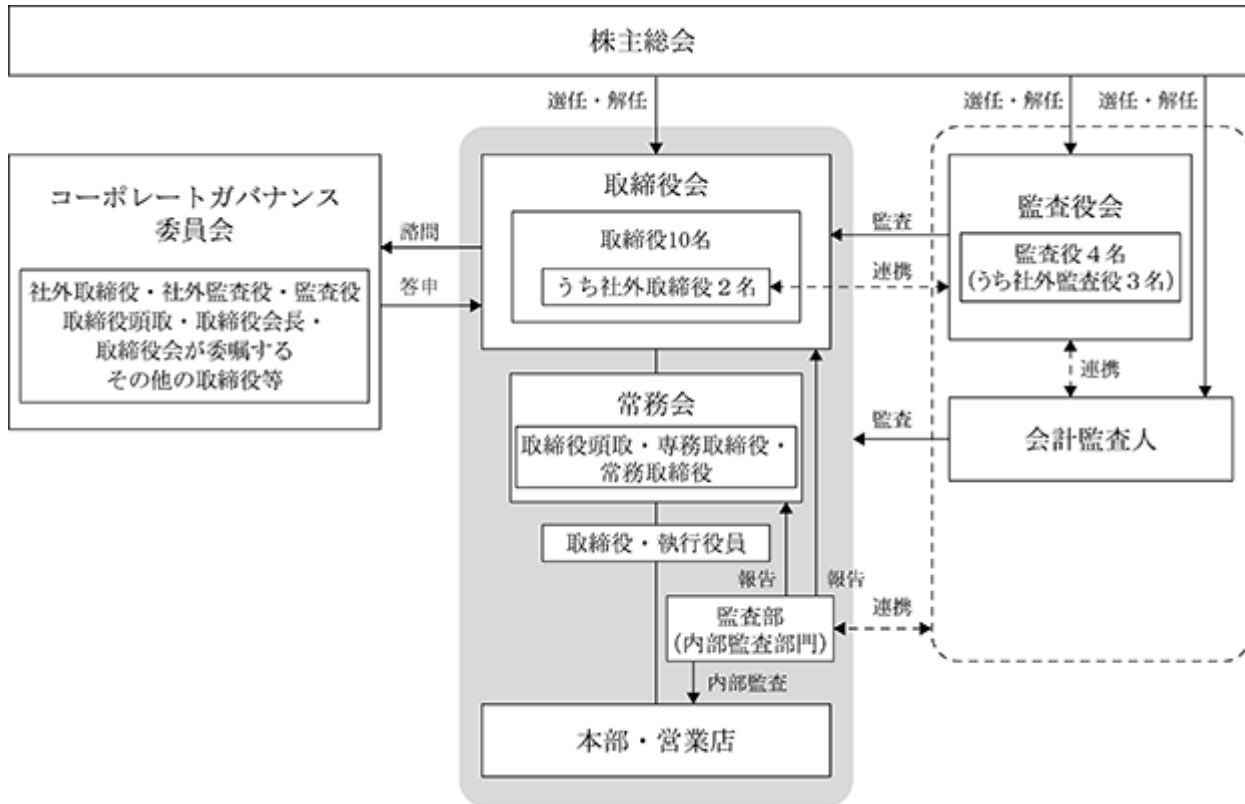 株主総会
選任・解任
選任・解任
選任・解任
コーポレートガバナンス
委員会
社外取締役・社外監査役・監査役
取締役頭取・取締役会長・
取締役会が委嘱する
その他の取締役等
諮問
答申
取締役会
取締役10名
うち社外取締役2名
監査
連携
監査役会
監査役4名
(うち社外監査役3名)
連携
常務会
取締役頭取・専務取締役・
常務取締役
監査
会計監査人
取締役・執行役員
報告
報告
監査部
(内部監査部門)
連携
内部監査
本部・営業店